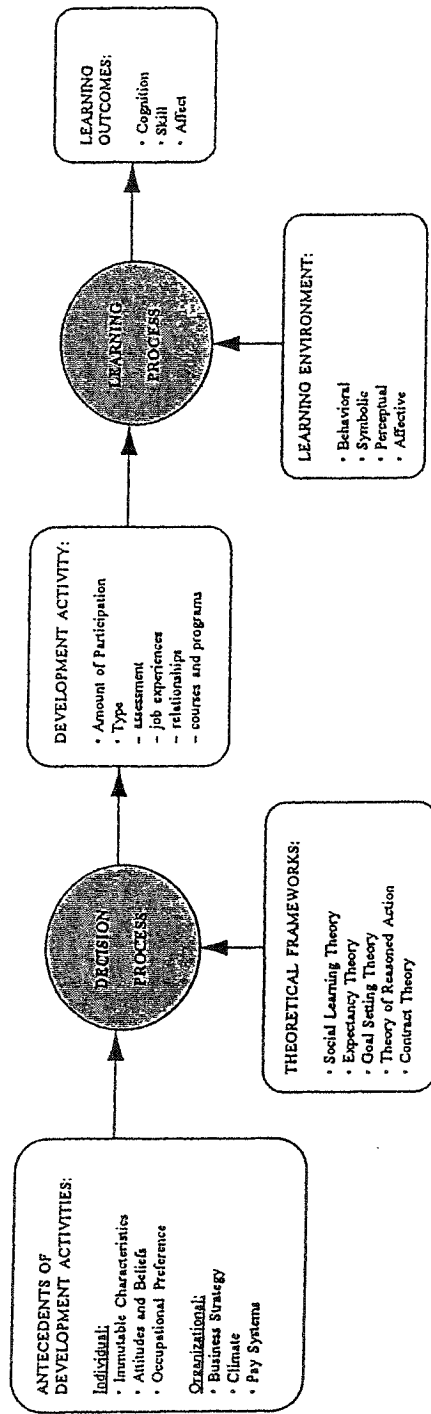 ANTECEDENTS OF
DEVELOPMENT ACTIVITIES:
Individual:
• Immutable Characteristics
• Attitudes and Beliefs
• Occupational Preference
Organizational:
• Business Strategy
• Climate
• Pay Systems
DECISION
PROCESS
THEORETICAL FRAMEWORKS:
• Social Learning Theory
• Expectancy Theory
• Goal Setting Theory
• Theory of Reasoned Action
• Contract Theory
DEVELOPMENT ACTIVITY:
• Amount of Participation
• Type
– assessment
– job experiences
– relationships
– courses and programs
LEARNING
PROCESS
LEARNING ENVIRONMENT:
• Behavioral
• Symbolic
• Perceptual
• Affective
LEARNING
OUTCOMES:
• Cognition
• Skill
• Affect